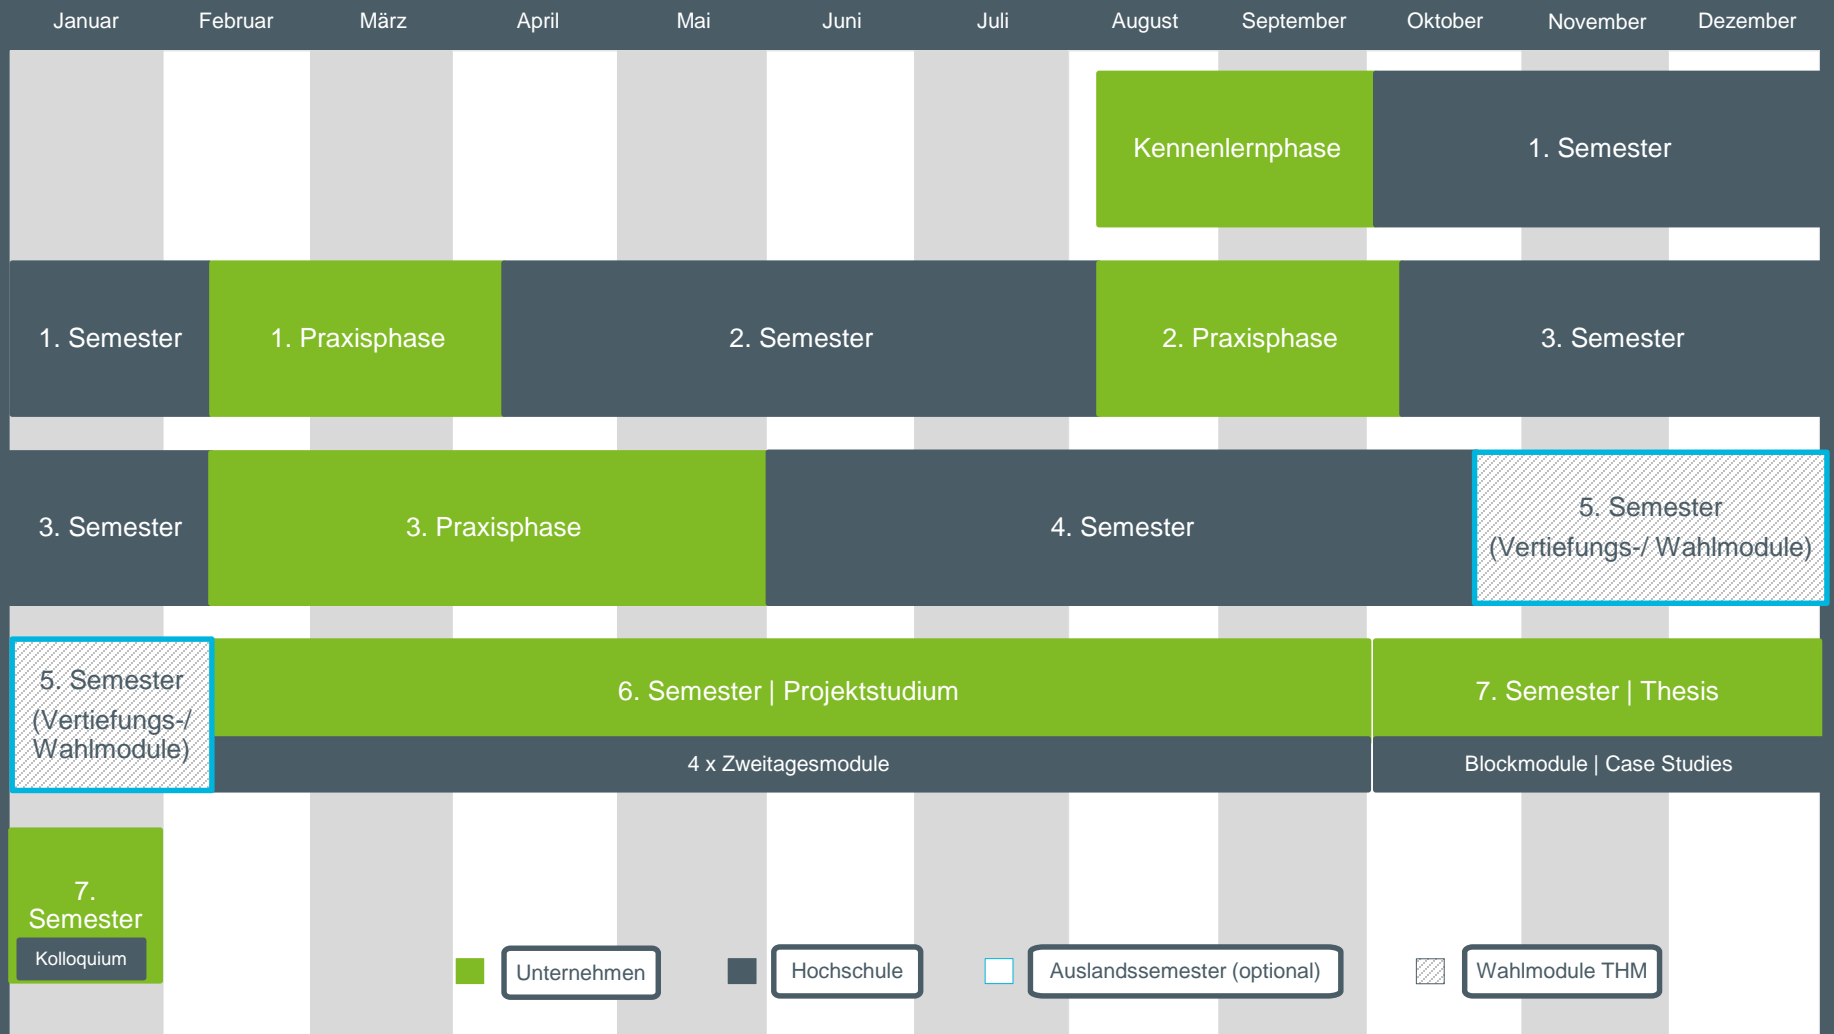 Januar Februar März April Mai Juni Juli August September Oktober November Dezember
Kennenlernphase 1. Semester
1. Semester 1. Praxisphase 2. Semester 2. Praxisphase 3. Semester
3. Semester 3. Praxisphase 4. Semester
5. Semester
(Vertiefungs-/ Wahlmodule)
5. Semester
(Vertiefungs-/
Wahlmodule)
6. Semester | Projektstudium 7. Semester | Thesis
4 x Zweitagesmodule Blockmodule | Case Studies
7.
Semester
Kolloquium
Unternehmen Hochschule Auslandssemester (optional) Wahlmodule THM